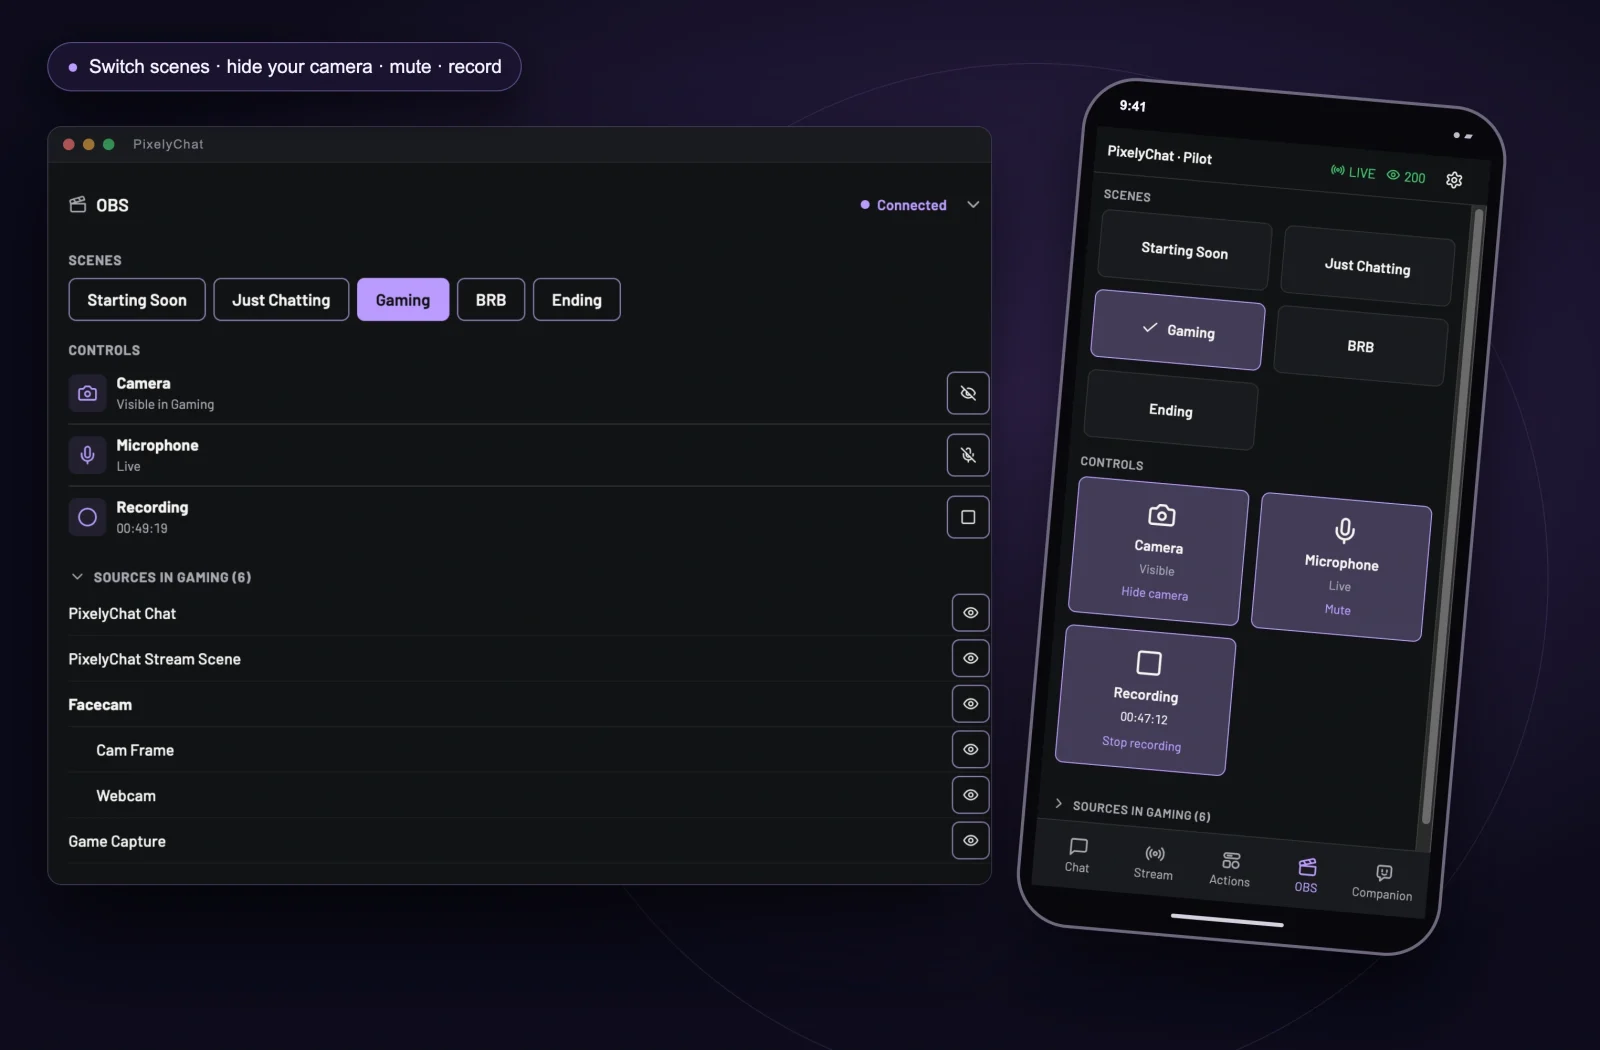 Switch scenes · hide your camera · mute · record
PixelyChat
OBS
Connected
SCENES
Starting Soon
Just Chatting
Gaming
BRB
Ending
CONTROLS
Camera
Visible in Gaming
Microphone
Live
Recording
00:49:19
SOURCES IN GAMING (6)
PixelyChat Chat
PixelyChat Stream Scene
Facecam
Cam Frame
Webcam
Game Capture
9:41
PixelyChat · Pilot
LIVE
200
SCENES
Starting Soon
Just Chatting
Gaming
BRB
Ending
CONTROLS
Camera
Visible
Hide camera
Microphone
Live
Mute
Recording
00:47:12
Stop recording
SOURCES IN GAMING (6)
Chat
Stream
Actions
OBS
Companion